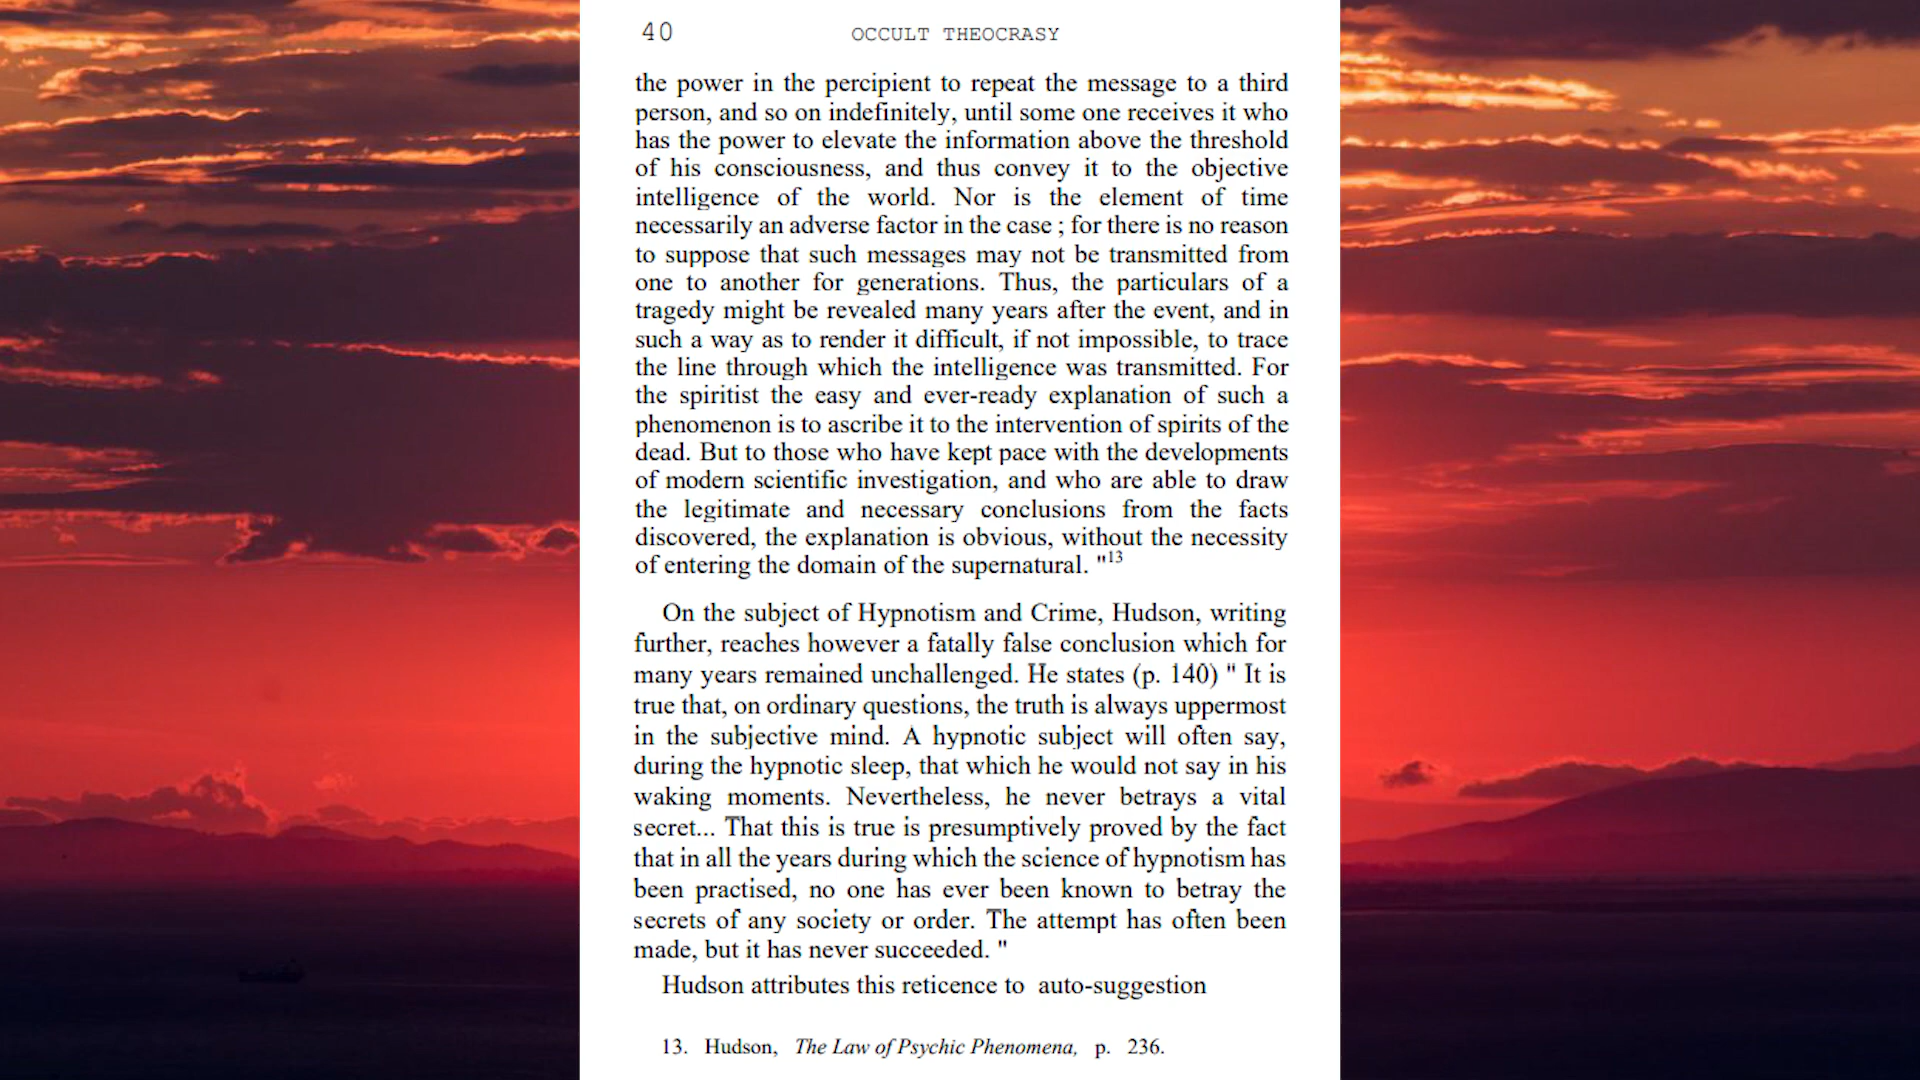 40 OCCULT THEOCRASY
the power in the percipient to repeat the message to a third
person, and so on indefinitely, until some one receives it who
has the power to elevate the information above the threshold
of his consciousness, and thus convey it to the objective
intelligence of the world. Nor is the element of time
necessarily an adverse factor in the case ; for there is no reason
to suppose that such messages may not be transmitted from
one to another for generations. Thus, the particulars of a
tragedy might be revealed many years after the event, and in
such a way as to render it difficult, if not impossible, to trace
the line through which the intelligence was transmitted. For
the spiritist the easy and ever-ready explanation of such a
phenomenon is to ascribe it to the intervention of spirits of the
dead. But to those who have kept pace with the developments
of modern scientific investigation, and who are able to draw
the legitimate and necessary conclusions from the facts
discovered, the explanation is obvious, without the necessity
of entering the domain of the supernatural. "13
On the subject of Hypnotism and Crime, Hudson, writing
further, reaches however a fatally false conclusion which for
many years remained unchallenged. He states (p. 140) " It is
true that, on ordinary questions, the truth is always uppermost
in the subjective mind. A hypnotic subject will often say,
during the hypnotic sleep, that which he would not say in his
waking moments. Nevertheless, he never betrays a vital
secret... That this is true is presumptively proved by the fact
that in all the years during which the science of hypnotism has
been practised, no one has ever been known to betray the
secrets of any society or order. The attempt has often been
made, but it has never succeeded. "
Hudson attributes this reticence to auto-suggestion
13. Hudson, The Law of Psychic Phenomena, p. 236.